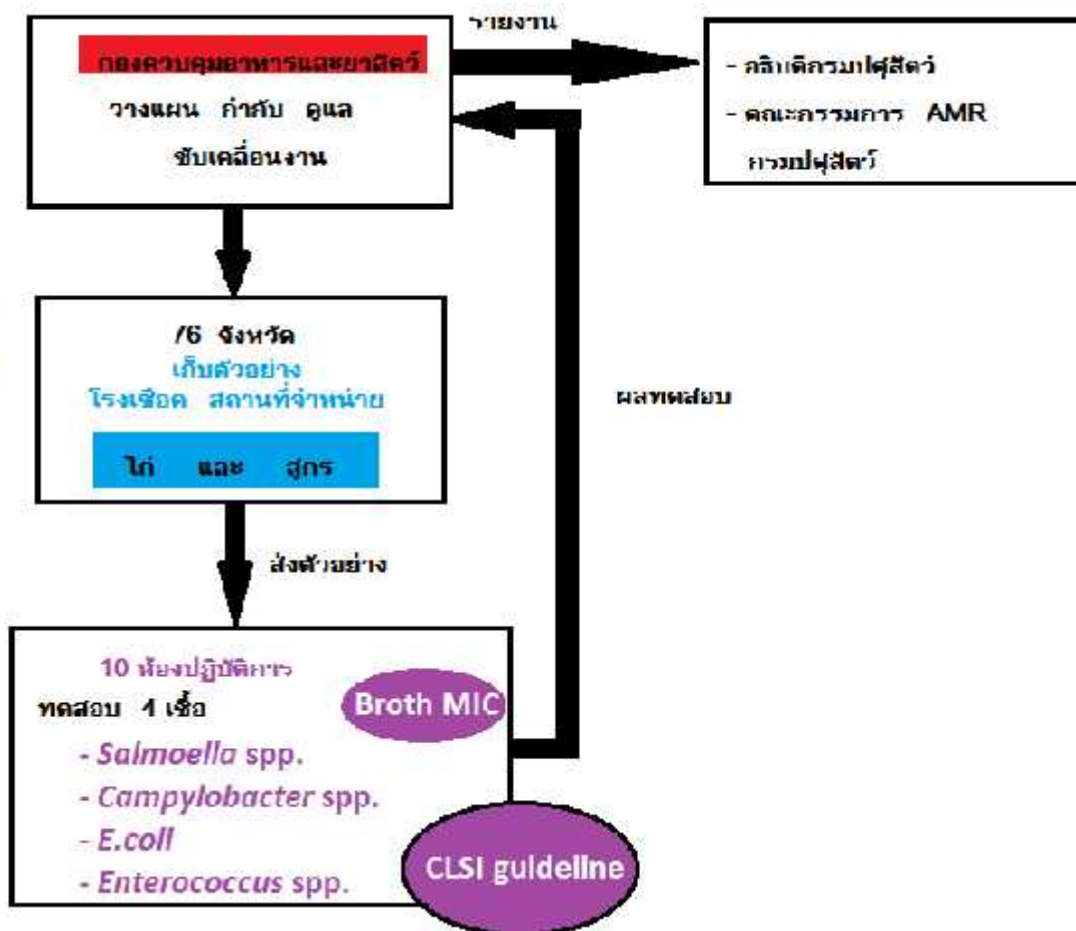 รายงาน
กองควบคุมอาหารและยาสัตว์
วางแผน กำกับ ดูแล
ขับเคลื่อนงาน
- อธิบดีกรมปศุสัตว์
- คณะกรรมการ AMR
กรมปศุสัตว์
76 จังหวัด
เก็บตัวอย่าง
โรงเชือด สถานที่จำหน่าย
ไก่ และ สุกร
ผลทดสอบ
ส่งตัวอย่าง
10 ห้องปฏิบัติการ
ทดสอบ 4 เชื้อ
Broth MIC
- Salmoella spp.
- Campylobacter spp.
- E.coli
- Enterococcus spp.
CLSI guideline